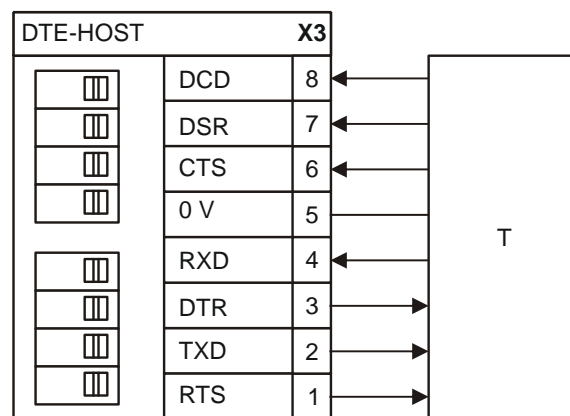 DTE-HOST X3
DCD 8
DSR 7
CTS 6
0 V 5
RXD 4
DTR 3
TXD 2
RTS 1
T